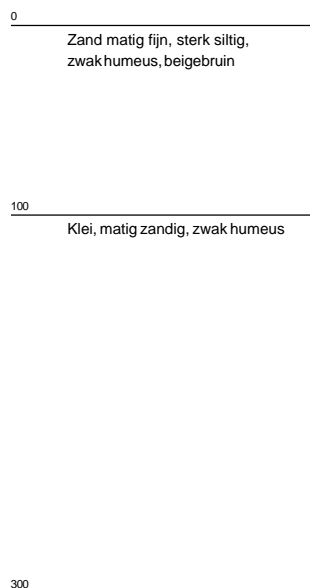 0
Zand matig fijn, sterk siltig,
zwak humeus, beigebruin
100
Klei, matig zandig, zwak humeus
300